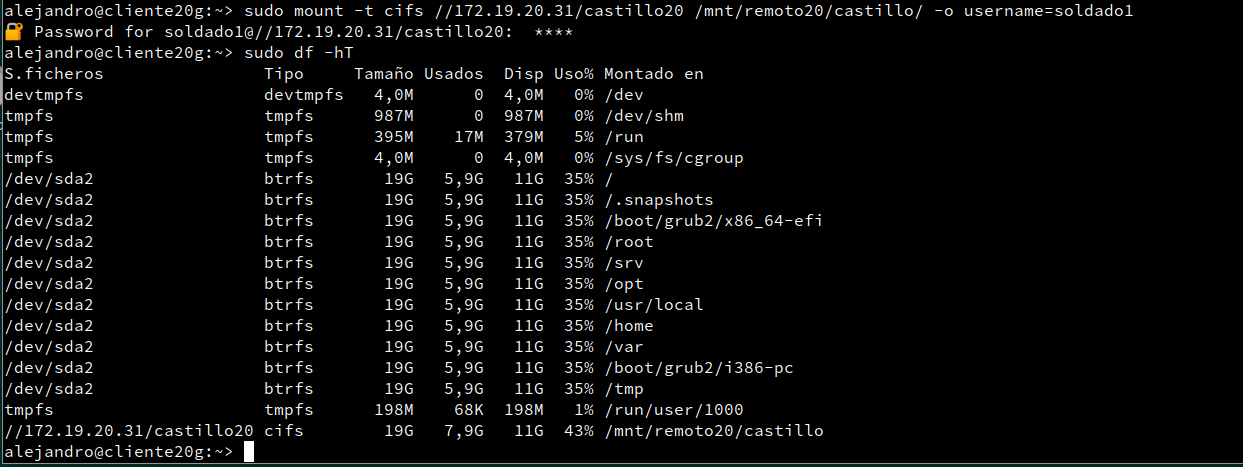 alejandro@cliente20g:~> sudo mount -t cifs //172.19.20.31/castillo20 /mnt/remoto20/castillo/ -o username=soldado1
🔐 Password for soldado1@//172.19.20.31/castillo20:  ****
alejandro@cliente20g:~> sudo df -hT
S.ficheros                Tipo     Tamaño Usados  Disp Uso% Montado en
devtmpfs                  devtmpfs   4,0M      0  4,0M   0% /dev
tmpfs                     tmpfs      987M      0  987M   0% /dev/shm
tmpfs                     tmpfs      395M    17M  379M   5% /run
tmpfs                     tmpfs      4,0M      0  4,0M   0% /sys/fs/cgroup
/dev/sda2                 btrfs       19G   5,9G   11G  35% /
/dev/sda2                 btrfs       19G   5,9G   11G  35% /.snapshots
/dev/sda2                 btrfs       19G   5,9G   11G  35% /boot/grub2/x86_64-efi
/dev/sda2                 btrfs       19G   5,9G   11G  35% /root
/dev/sda2                 btrfs       19G   5,9G   11G  35% /srv
/dev/sda2                 btrfs       19G   5,9G   11G  35% /opt
/dev/sda2                 btrfs       19G   5,9G   11G  35% /usr/local
/dev/sda2                 btrfs       19G   5,9G   11G  35% /home
/dev/sda2                 btrfs       19G   5,9G   11G  35% /var
/dev/sda2                 btrfs       19G   5,9G   11G  35% /boot/grub2/i386-pc
/dev/sda2                 btrfs       19G   5,9G   11G  35% /tmp
tmpfs                     tmpfs      198M    68K  198M   1% /run/user/1000
//172.19.20.31/castillo20 cifs        19G   7,9G   11G  43% /mnt/remoto20/castillo
alejandro@cliente20g:~>